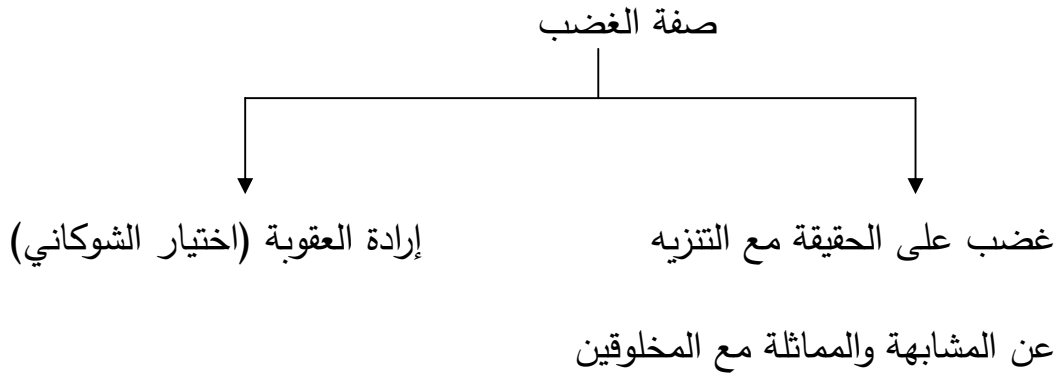 صفة الغضب
غضب على الحقيقة مع التنزيه
عن المشابهة والمماثلة مع المخلوقين
إرادة العقوبة (اختيار الشوكاني)